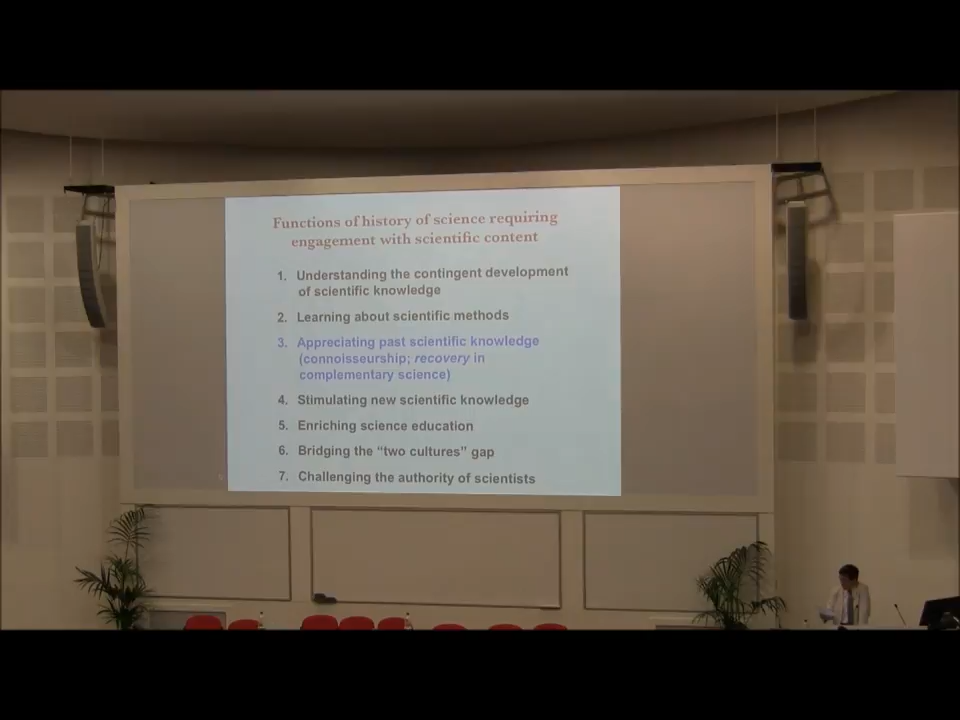 Functions of history of science requiring
engagement with scientific content
1. Understanding the contingent development
of scientific knowledge
2. Learning about scientific methods
3. Appreciating past scientific knowledge
(connoisseurship; recovery in
complementary science)
4. Stimulating new scientific knowledge
5. Enriching science education
6. Bridging the “two cultures” gap
7. Challenging the authority of scientists